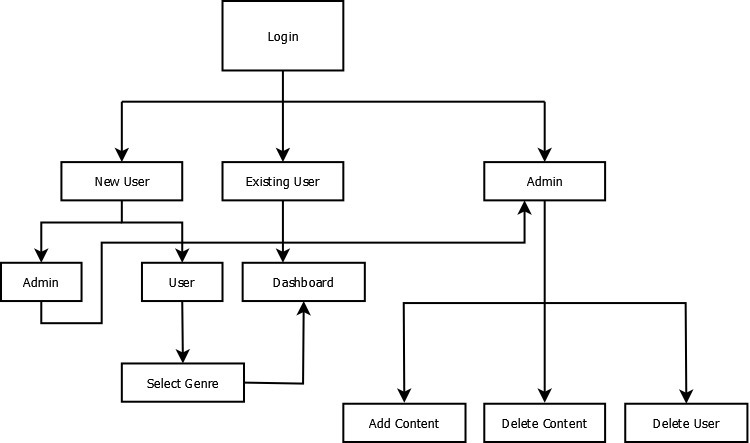 Login
New User
Existing User
Admin
Admin
User
Dashboard
Select Genre
Add Content
Delete Content
Delete User